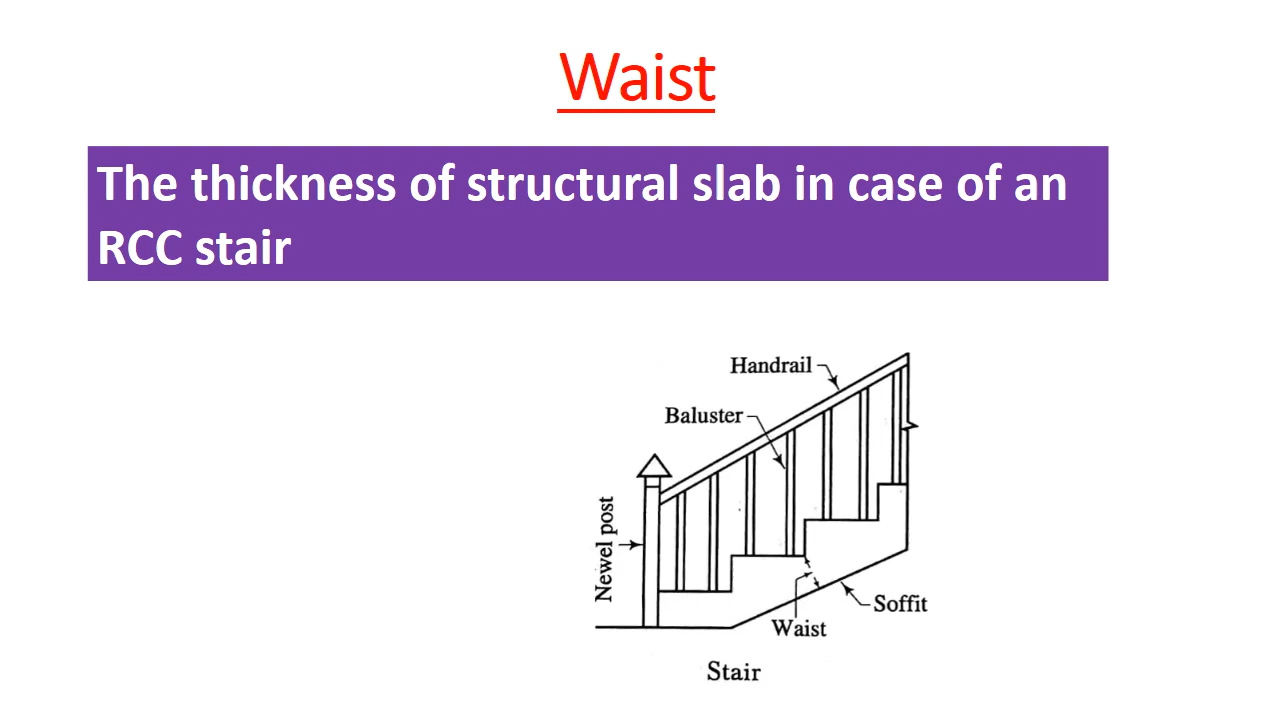 Waist
The thickness of structural slab in case of an
RCC stair
Handrail
Baluster
Newel post
Soffit
Waist
Stair